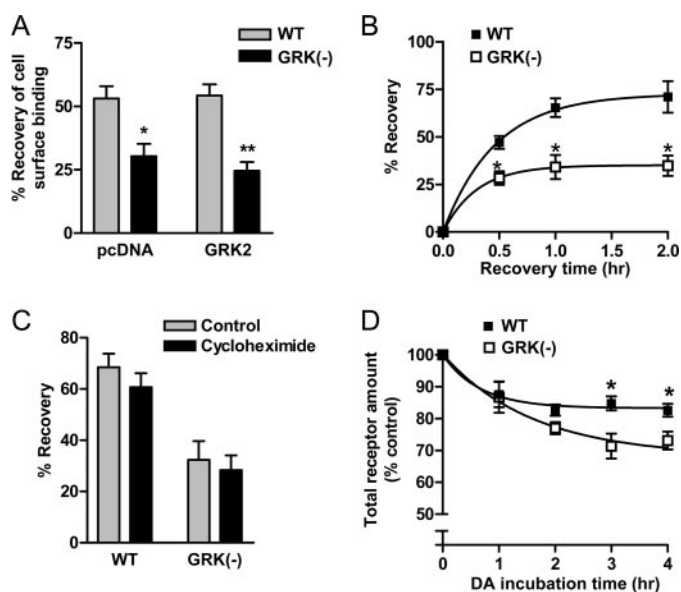 A
WT
GRK(-)
% Recovery of cell
surface binding
75
50
25
0
*
**
pcDNA
GRK2
B
WT
GRK(-)
% Recovery
100
75
50
25
0
*
*
*
0.0
0.5
1.0
1.5
2.0
Recovery time (hr)
C
Control
Cycloheximide
% Recovery
80
60
40
20
0
WT
GRK(-)
D
WT
GRK(-)
Total receptor amount
(% control)
100
90
80
70
60
50
*
*
0
1
2
3
4
DA incubation time (hr)